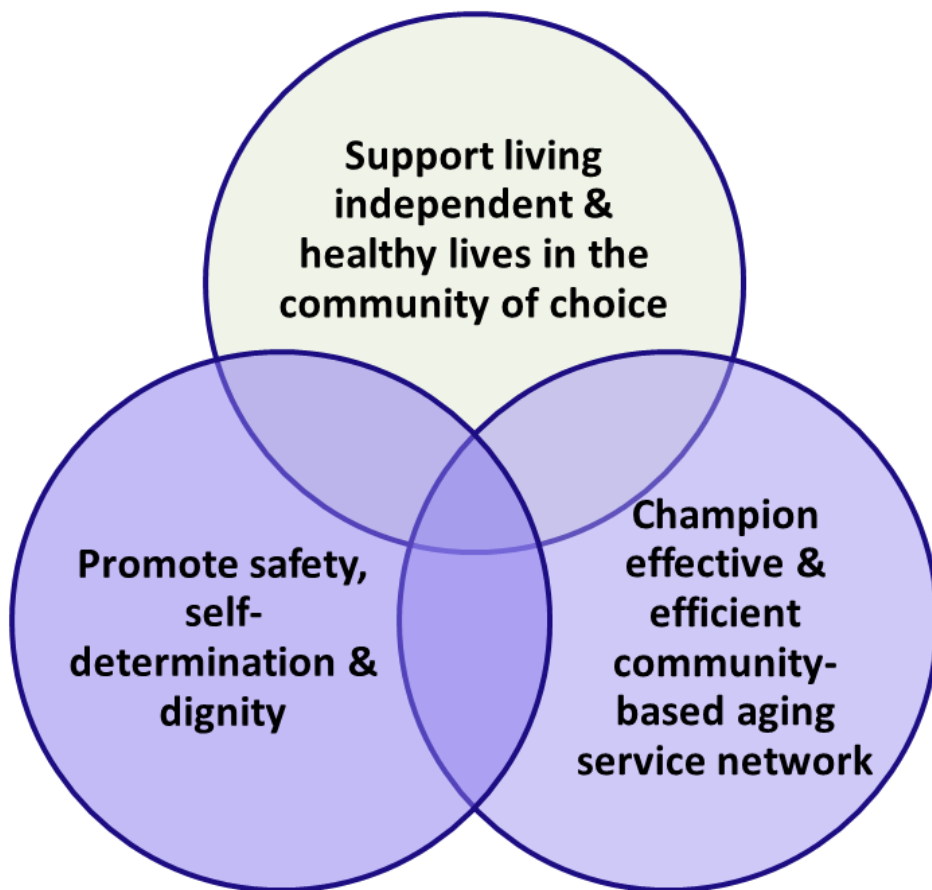 Support living
independent &
healthy lives in the
community of choice
Promote safety,
self-
determination &
dignity
Champion
effective &
efficient
community-
based aging
service network